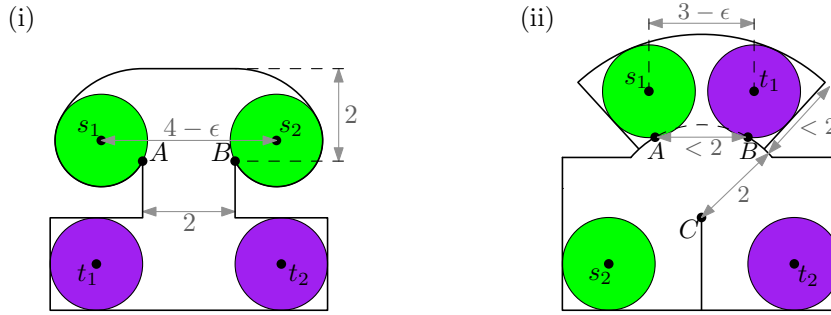 (i)
4 − ϵ
s₁
s₂
2
A
B
2
t₁
t₂
(ii)
3 − ϵ
s₁
t₁
A
< 2
B
< 2
2
C
s₂
t₂